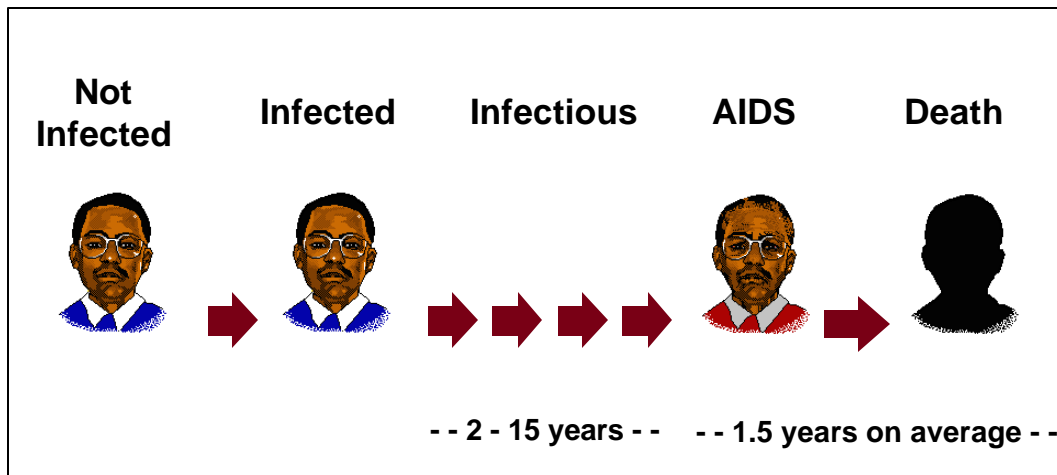 Not
Infected
Infected
Infectious
AIDS
Death
- - 2 - 15 years - -
- - 1.5 years on average - -